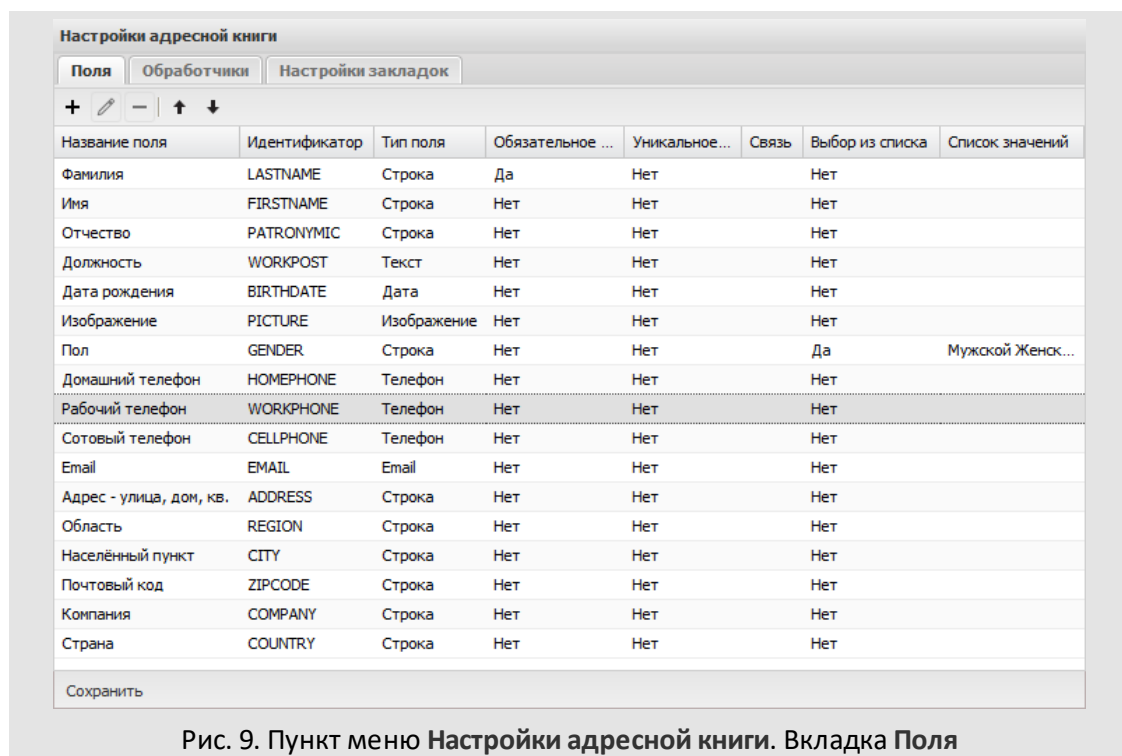 Настройки адресной книги
Поля Обработчики Настройки закладок
Название поля Идентификатор Тип поля Обязательное ... Уникальное... Связь Выбор из списка Список значений
Фамилия LASTNAME Строка Да Нет Нет
Имя FIRSTNAME Строка Нет Нет Нет
Отчество PATRONYMIC Строка Нет Нет Нет
Должность WORKPOST Текст Нет Нет Нет
Дата рождения BIRTHDATE Дата Нет Нет Нет
Изображение PICTURE Изображение Нет Нет Нет
Пол GENDER Строка Нет Нет Да Мужской Женск...
Домашний телефон HOMEPHONE Телефон Нет Нет Нет
Рабочий телефон WORKPHONE Телефон Нет Нет Нет
Сотовый телефон CELLPHONE Телефон Нет Нет Нет
Email EMAIL Email Нет Нет Нет
Адрес - улица, дом, кв. ADDRESS Строка Нет Нет Нет
Область REGION Строка Нет Нет Нет
Населённый пункт CITY Строка Нет Нет Нет
Почтовый код ZIPCODE Строка Нет Нет Нет
Компания COMPANY Строка Нет Нет Нет
Страна COUNTRY Строка Нет Нет Нет
Сохранить
Рис. 9. Пункт меню Настройки адресной книги. Вкладка Поля